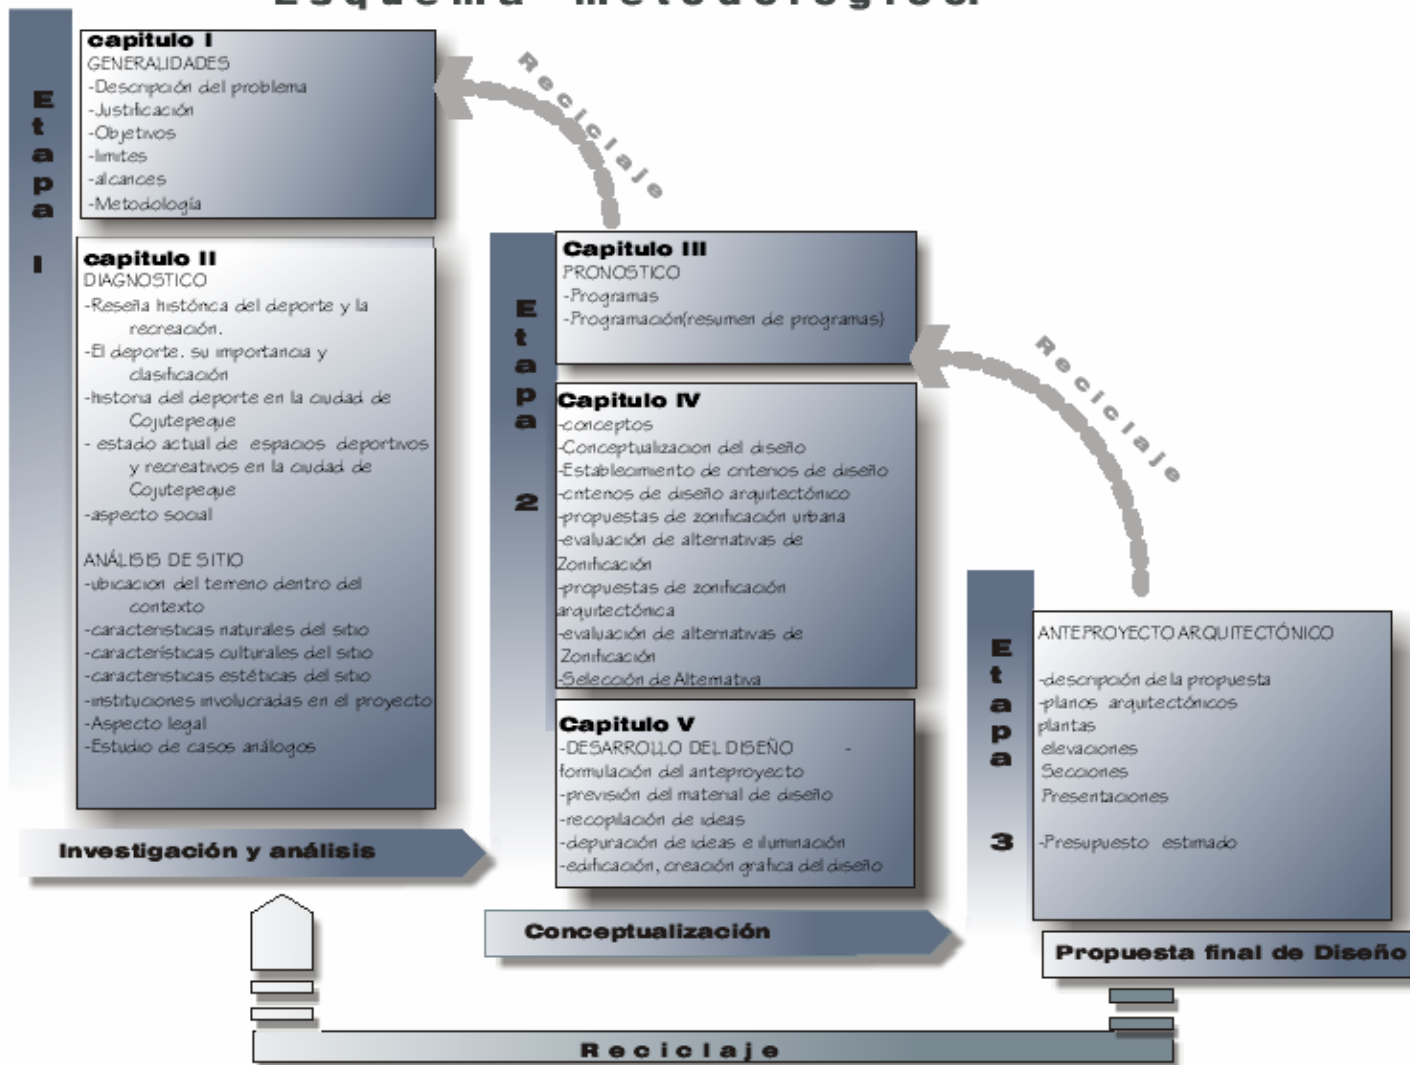 Esquema metodológico
Etapa I
capitulo I
GENERALIDADES
-Descripción del problema
-Justificación
-Objetivos
-limites
-alcances
-Metodología
capitulo II
DIAGNOSTICO
-Reseña histórica del deporte y la
recreación.
-El deporte. su importancia y
clasificación
-historia del deporte en la ciudad de
Cojutepeque
- estado actual de espacios deportivos
y recreativos en la ciudad de
Cojutepeque
-aspecto social
ANÁLISIS DE SITIO
-ubicacion del terreno dentro del
contexto
-caracteristicas naturales del sitio
-características culturales del sitio
-caracteristicas estéticas del sitio
-instituciones involucradas en el proyecto
-Aspecto legal
-Estudio de casos análogos
Investigación y análisis
Reciclaje
Etapa 2
Capitulo III
PRONOSTICO
-Programas
-Programación(resumen de programas)
Capitulo IV
-conceptos
-Conceptualizacion del diseño
-Establecimiento de criterios de diseño
-criterios de diseño arquitectónico
-propuestas de zonificación urbana
-evaluación de alternativas de
Zonificación
-propuestas de zonificación
arquitectónica
-evaluación de alternativas de
Zonificación
-Selección de Alternativa
Capitulo V
-DESARROLLO DEL DISEÑO -
formulación del anteproyecto
-previsión del material de diseño
-recopilación de ideas
-depuración de ideas e iluminación
-edificación, creación grafica del diseño
Conceptualización
Reciclaje
Etapa 3
ANTEPROYECTO ARQUITECTÓNICO
-descripción de la propuesta
-planos arquitectónicos
plantas
elevaciones
Secciones
Presentaciones
-Presupuesto estimado
Propuesta final de Diseño
Reciclaje